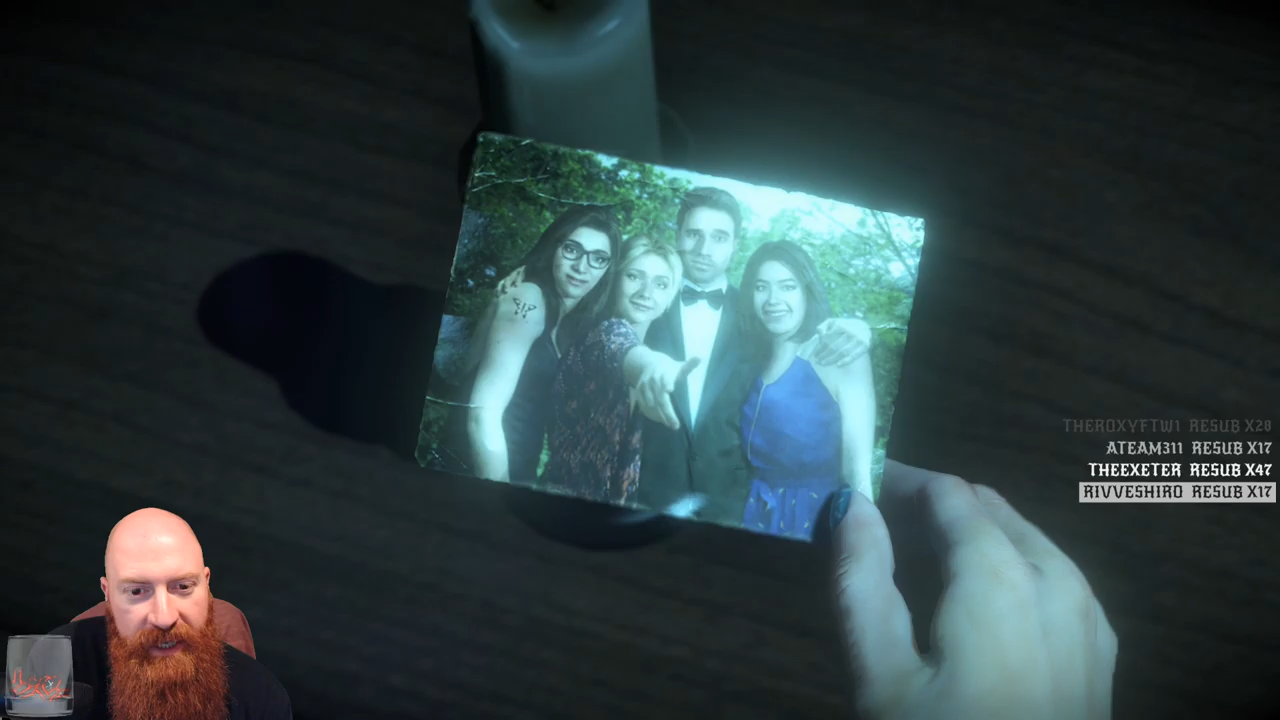 THEROXYFTW1 RESUB X28
ATEAM311 RESUB X17
THEEXETER RESUB X47
RIVVESHIRO RESUB X17